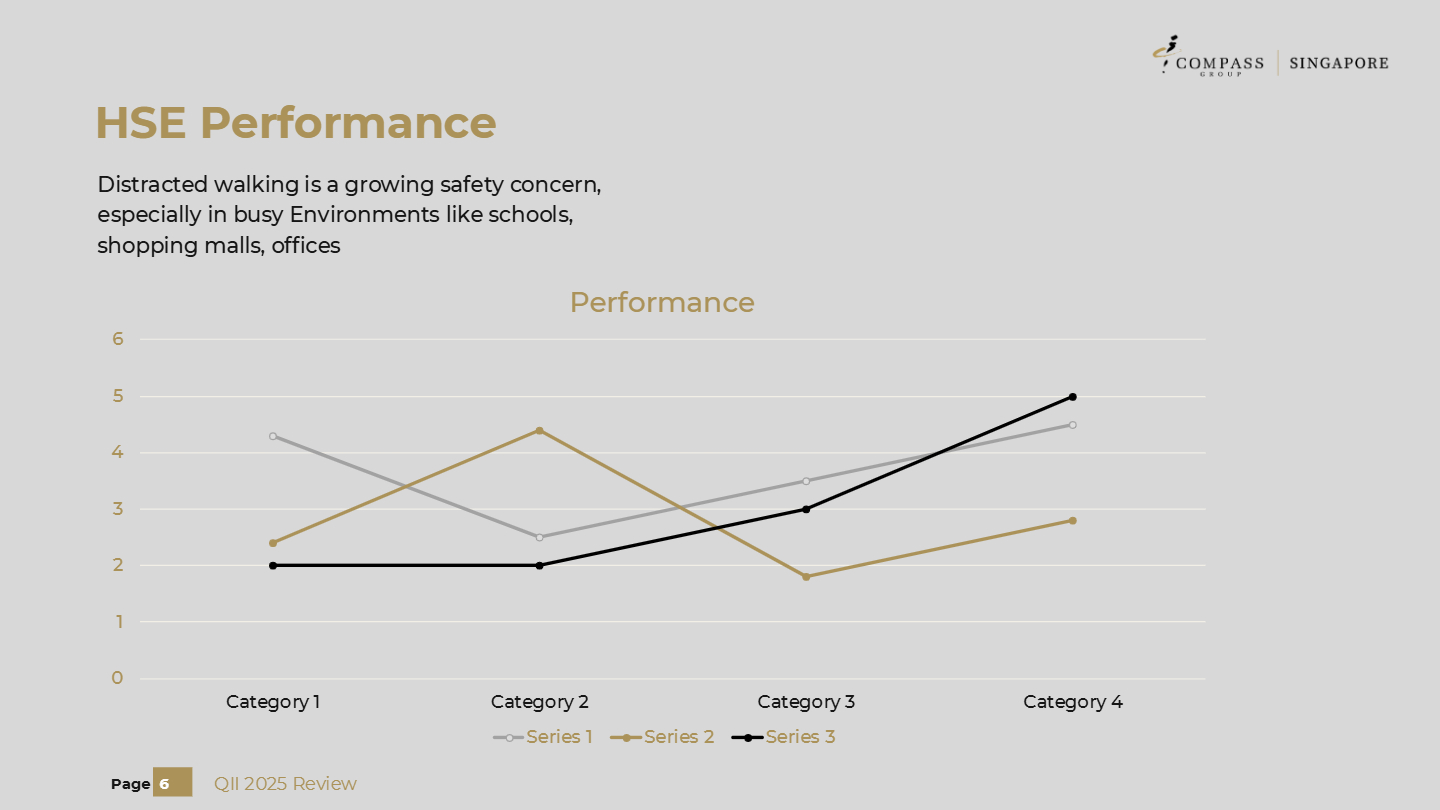 COMPASS
GROUP
SINGAPORE
HSE Performance
Distracted walking is a growing safety concern,
especially in busy Environments like schools,
shopping malls, offices
Performance
6
5
4
3
2
1
0
Category 1 Category 2 Category 3 Category 4
Series 1 Series 2 Series 3
Page 6 QII 2025 Review